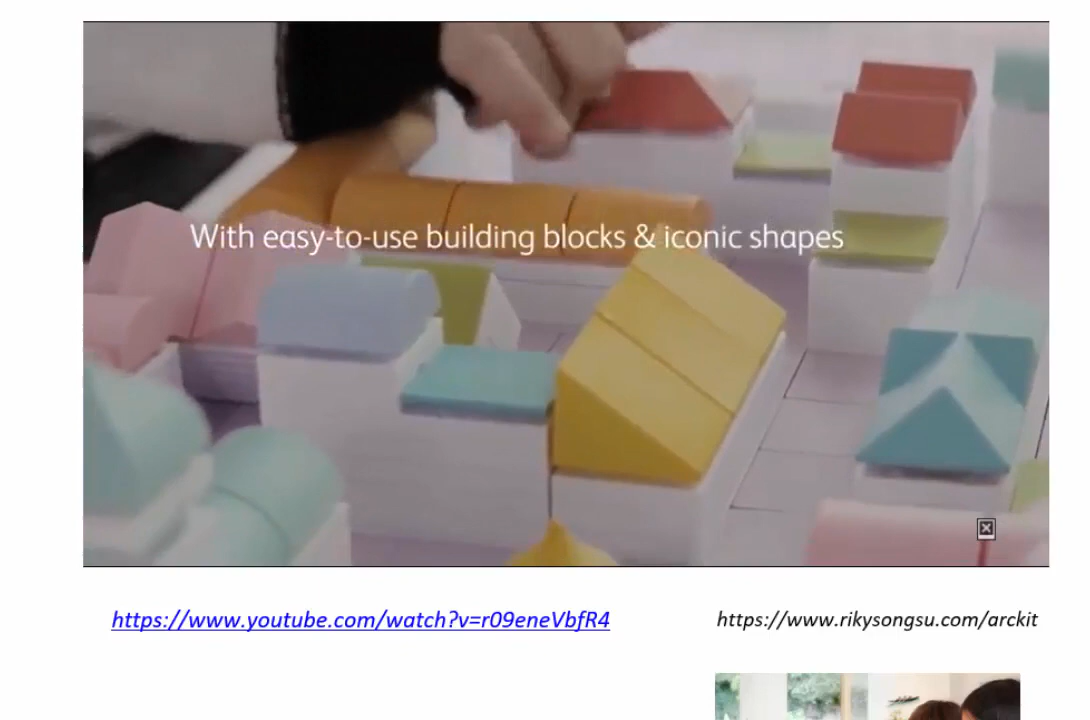 With easy-to-use building blocks & iconic shapes
https://www.youtube.com/watch?v=r09eneVbfR4
https://www.rikysongsu.com/arckit